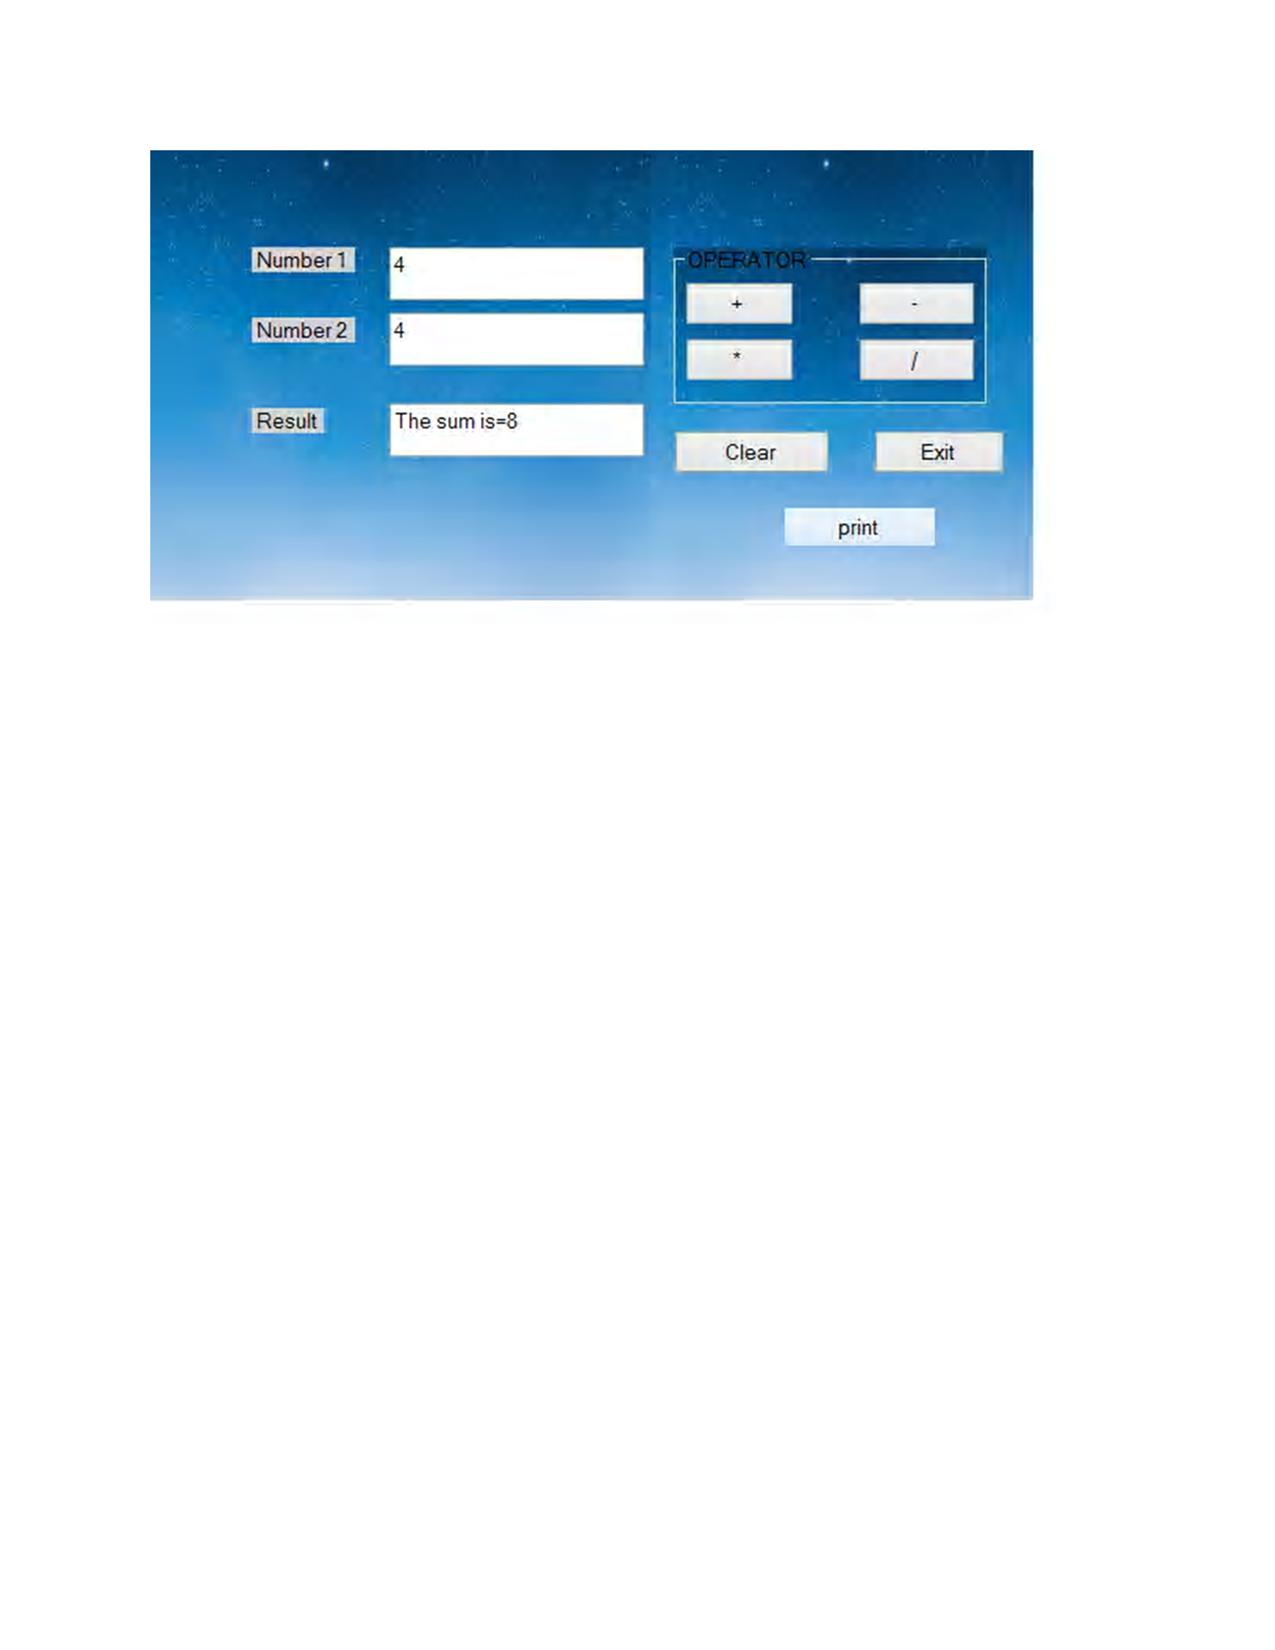 Number 1
4
OPERATOR
+
-
Number 2
4
*
/
Result
The sum is=8
Clear
Exit
print